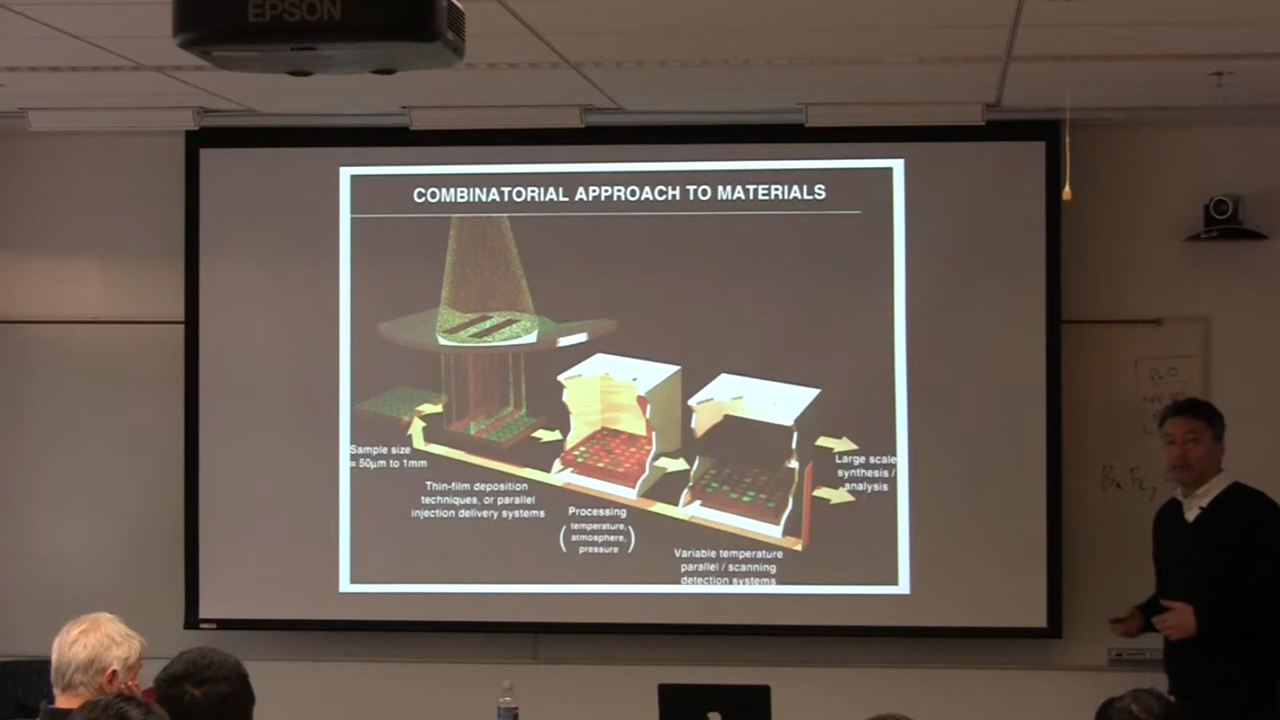 EPSON
COMBINATORIAL APPROACH TO MATERIALS
Sample size
= 50µm to 1mm
Thin-film deposition
techniques, or parallel
injection delivery systems
Processing
(temperature,
atmosphere,
pressure)
Variable temperature
parallel / scanning
detection systems
Large scale
synthesis /
analysis